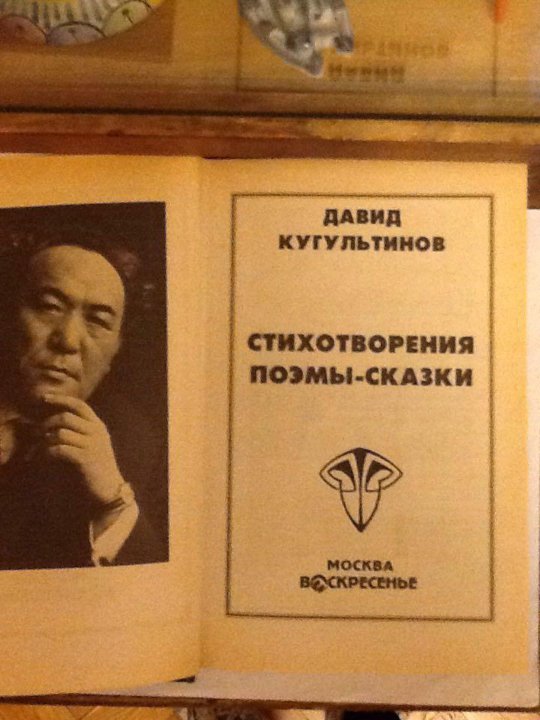 ДАВИД
КУГУЛЬТИНОВ
СТИХОТВОРЕНИЯ
ПОЭМЫ-СКАЗКИ
МОСКВА
ВОСКРЕСЕНЬЕ